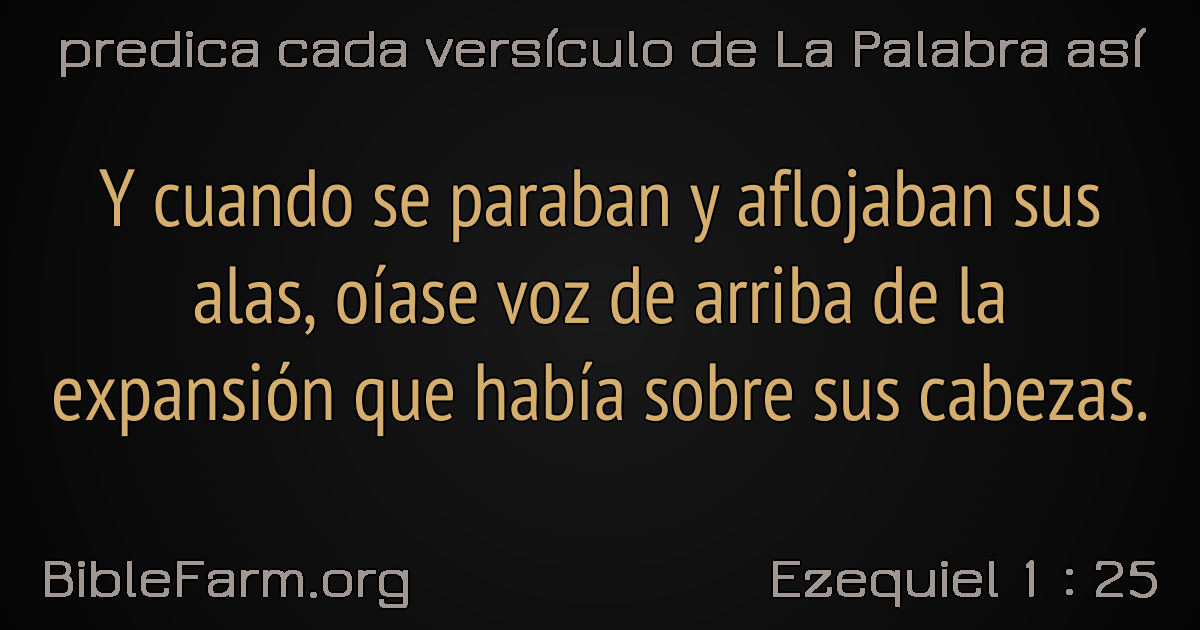 predica cada versículo de La Palabra así
Y cuando se paraban y aflojaban sus
alas, oíase voz de arriba de la
expansión que había sobre sus cabezas.
BibleFarm.org
Ezequiel 1 : 25